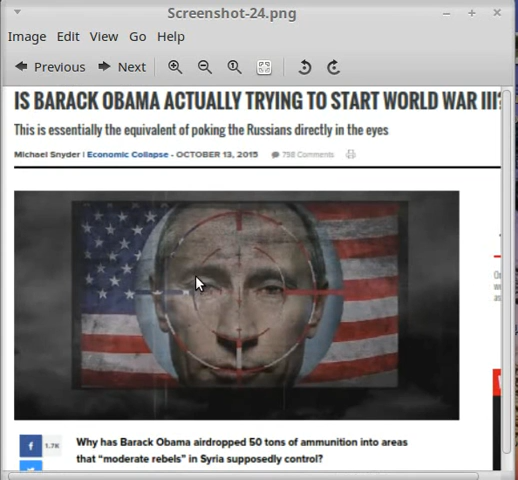 Screenshot-24.png
Image Edit View Go Help
Previous Next
IS BARACK OBAMA ACTUALLY TRYING TO START WORLD WAR III?
This is essentially the equivalent of poking the Russians directly in the eyes
Michael Snyder | Economic Collapse - OCTOBER 13, 2015 798 Comments
f 1.7K
Why has Barack Obama airdropped 50 tons of ammunition into areas
that “moderate rebels” in Syria supposedly control?